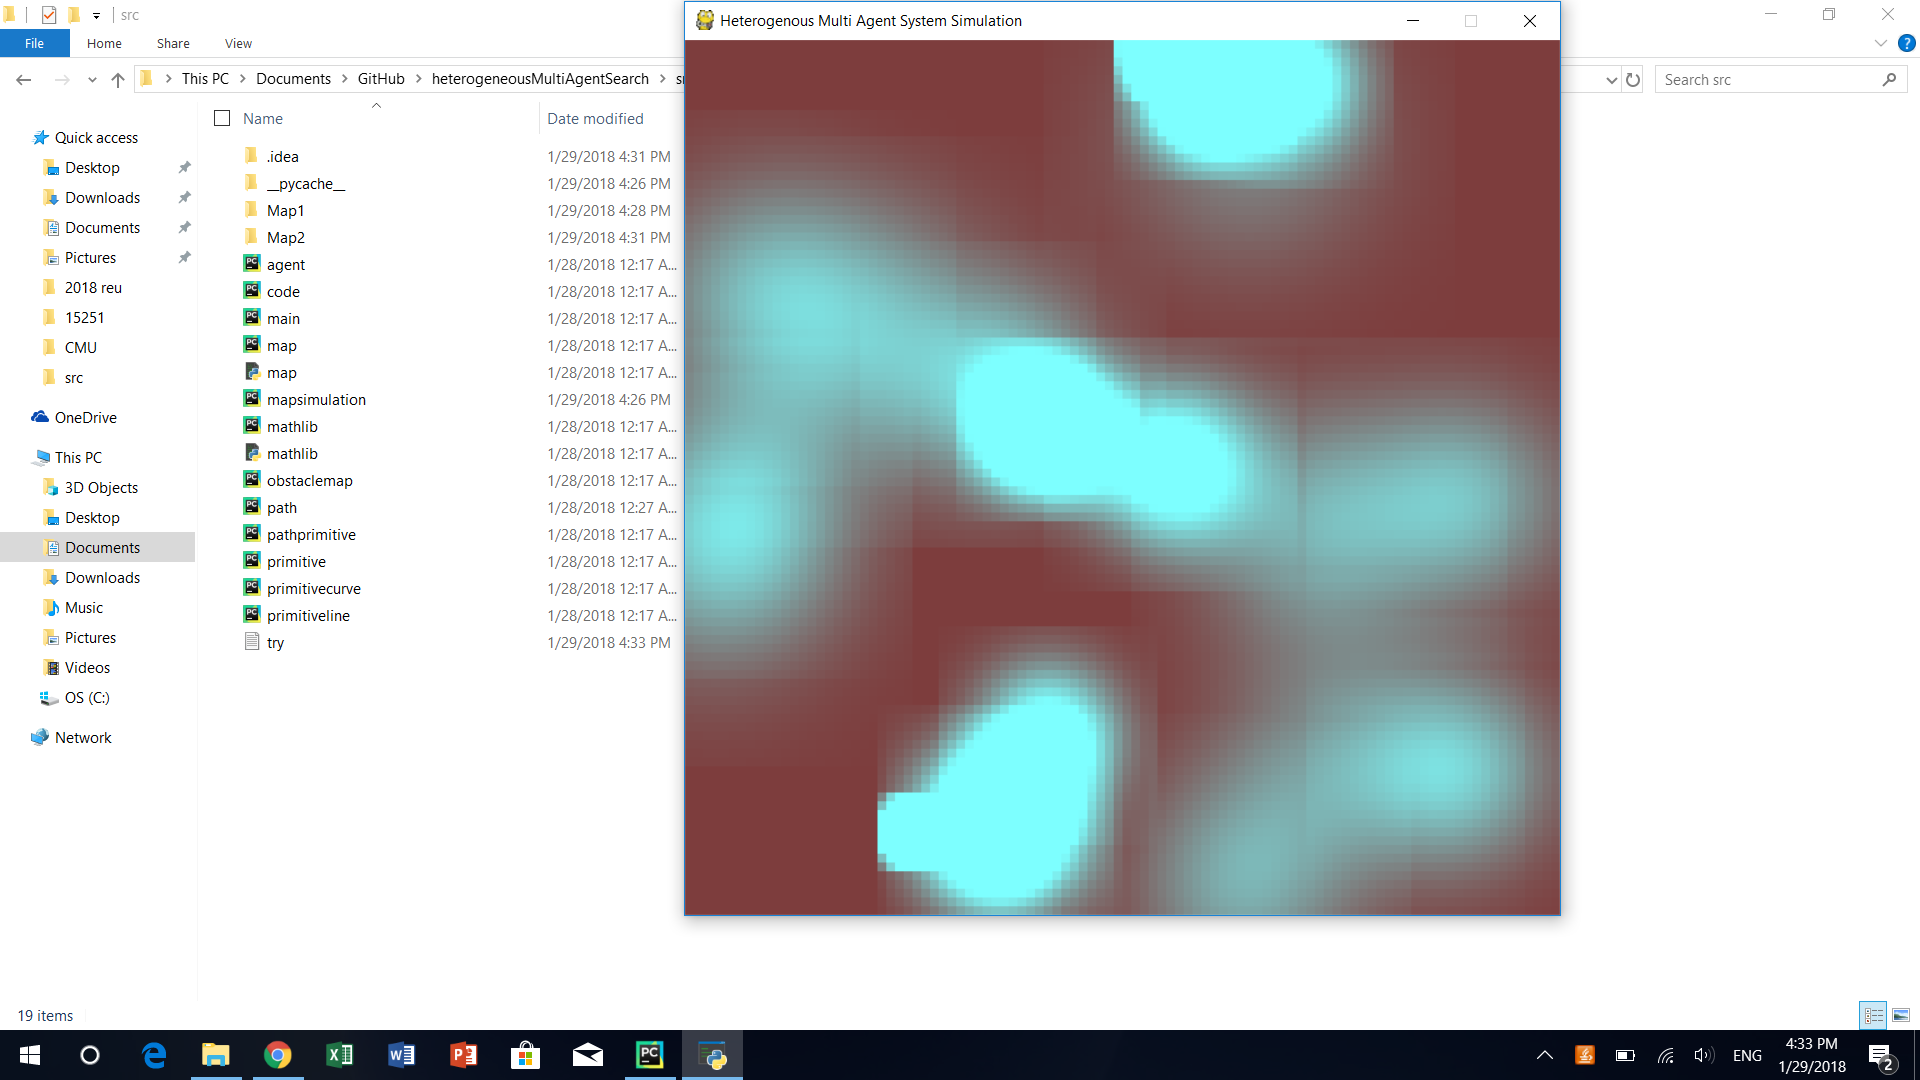 src
Heterogenous Multi Agent System Simulation
File Home Share View
This PC Documents GitHub heterogeneousMultiAgentSearch
Search src
Name Date modified
Quick access
Desktop
Downloads
Documents
Pictures
2018 reu
15251
CMU
src
OneDrive
This PC
3D Objects
Desktop
Documents
Downloads
Music
Pictures
Videos
OS (C:)
Network
.idea 1/29/2018 4:31 PM
__pycache__ 1/29/2018 4:26 PM
Map1 1/29/2018 4:28 PM
Map2 1/29/2018 4:31 PM
agent 1/28/2018 12:17 A...
code 1/28/2018 12:17 A...
main 1/28/2018 12:17 A...
map 1/28/2018 12:17 A...
map 1/28/2018 12:17 A...
mapsimulation 1/29/2018 4:26 PM
mathlib 1/28/2018 12:17 A...
mathlib 1/28/2018 12:17 A...
obstaclemap 1/28/2018 12:17 A...
path 1/28/2018 12:27 A...
pathprimitive 1/28/2018 12:17 A...
primitive 1/28/2018 12:17 A...
primitivecurve 1/28/2018 12:17 A...
primitiveline 1/28/2018 12:17 A...
try 1/29/2018 4:33 PM
19 items
ENG
4:33 PM
1/29/2018
2